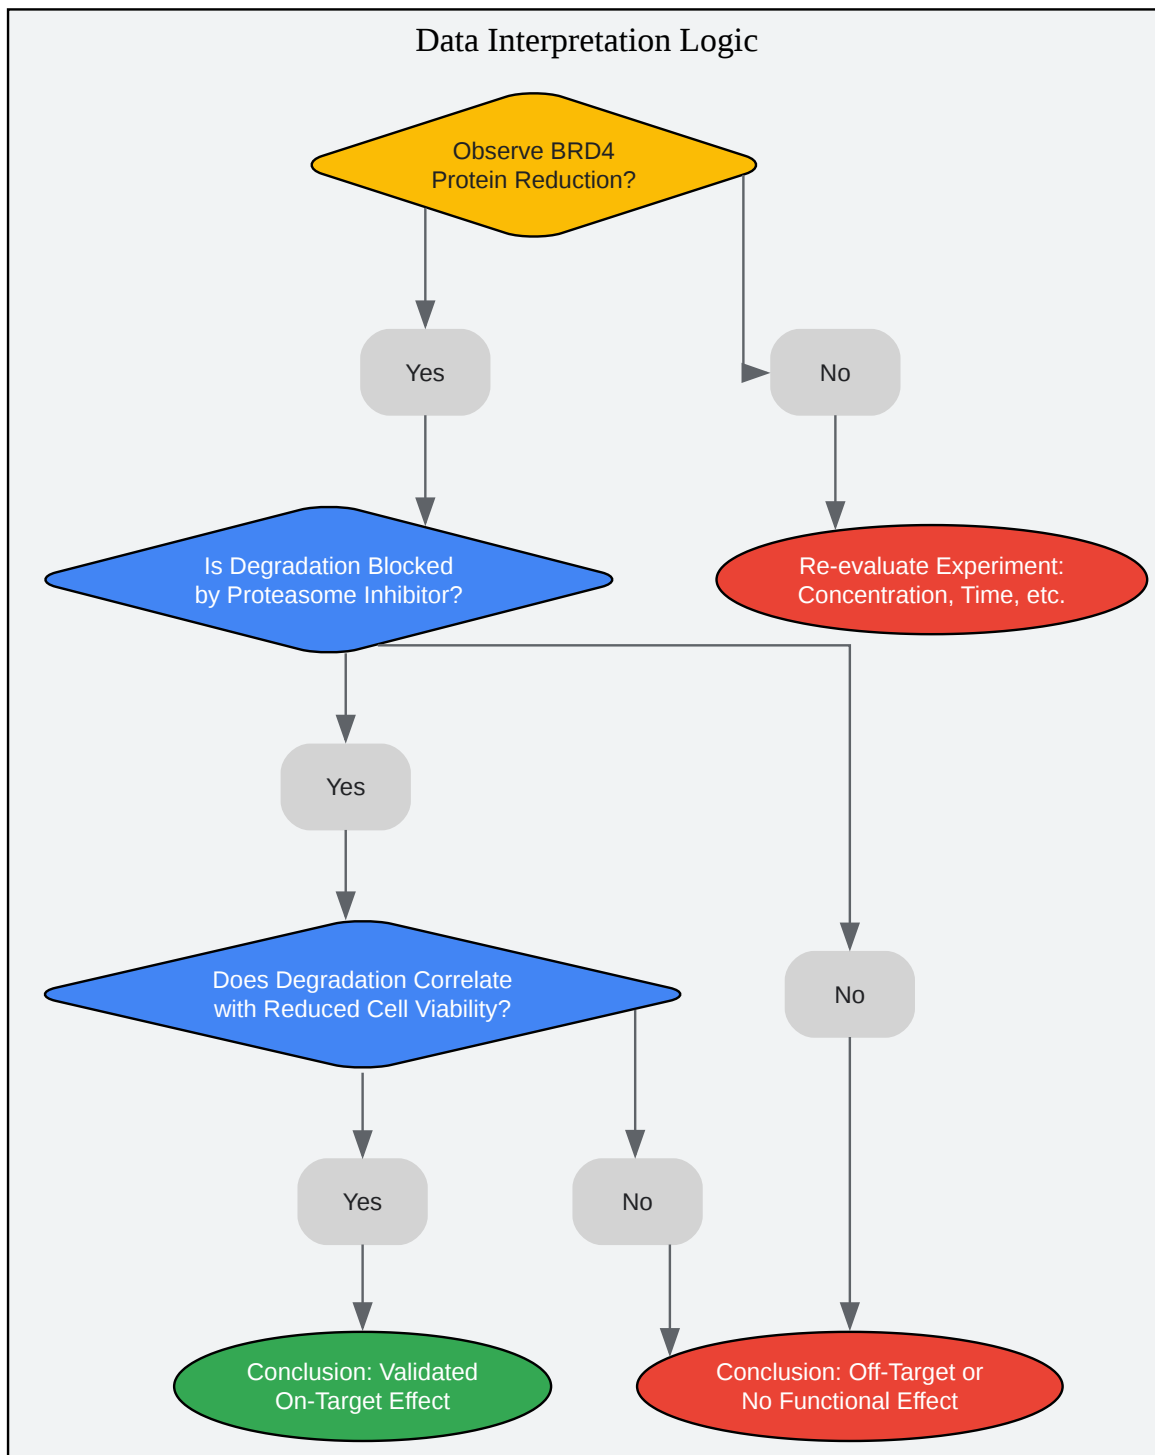 Data Interpretation Logic
Observe BRD4
Protein Reduction?
Yes
No
Is Degradation Blocked
by Proteasome Inhibitor?
Re-evaluate Experiment:
Concentration, Time, etc.
Yes
Does Degradation Correlate
with Reduced Cell Viability?
No
Yes
No
Conclusion: Validated
On-Target Effect
Conclusion: Off-Target or
No Functional Effect